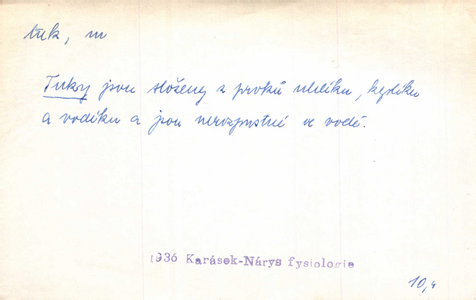 tuk, m
Tuky jsou složeny z prvků uhlíku, kyslíku
a vodíku a jsou nerozpustné ve vodě.
1936 Karásek-Nárys fysiologie
10,4